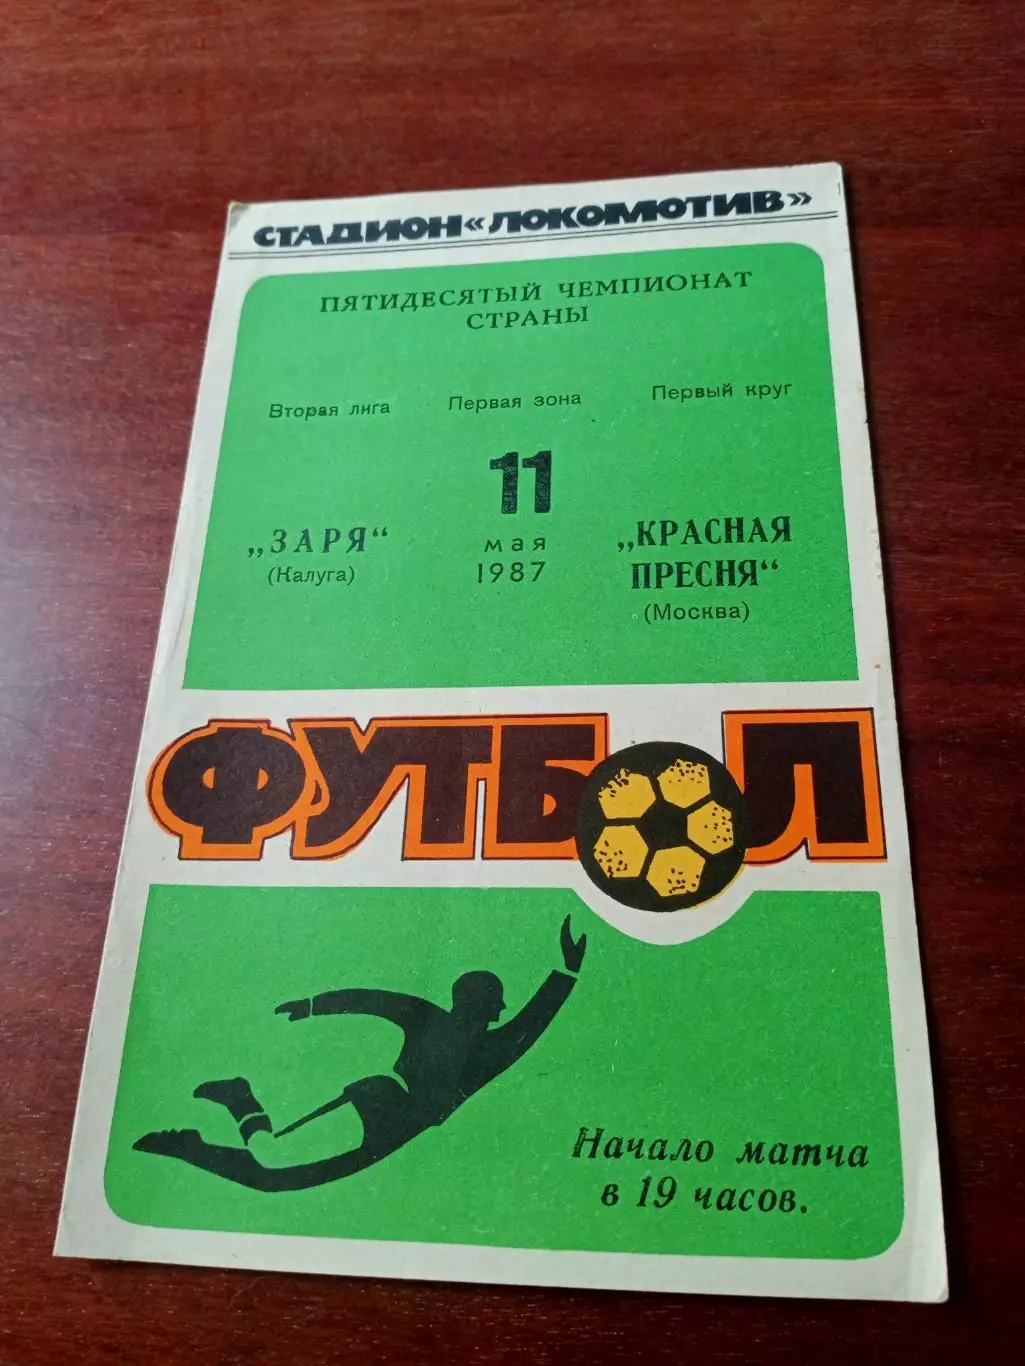 СТАДИОН «ЛОКОМОТИВ»
ПЯТИДЕСЯТЫЙ ЧЕМПИОНАТ
СТРАНЫ
Вторая лига Первая зона Первый круг
11
мая
1987
„ЗАРЯ“
(Калуга)
„КРАСНАЯ
ПРЕСНЯ“
(Москва)
ФУТБОЛ
Начало матча
в 19 часов.